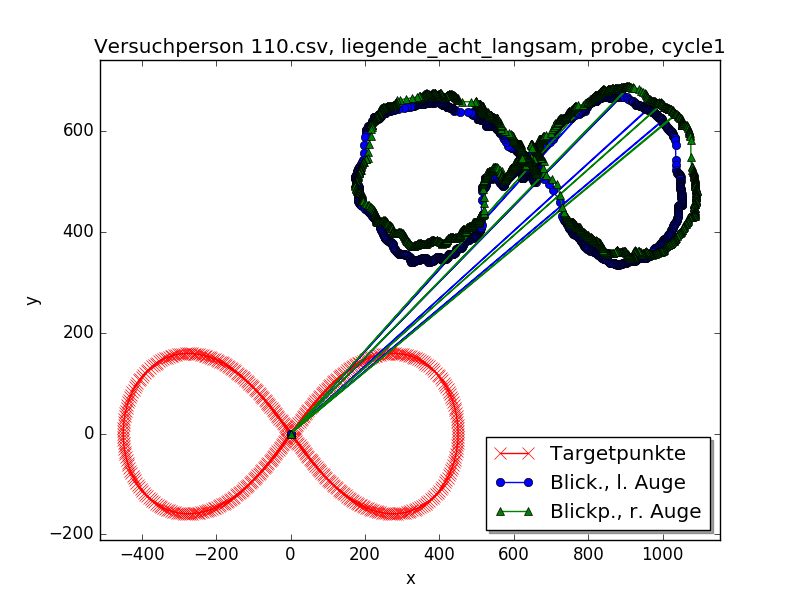 Versuchperson 110.csv, liegende_acht_langsam, probe, cycle1
600
400
200
0
−200
y
−400
−200
0
200
400
600
800
1000
x
Targetpunkte
Blick., l. Auge
Blickp., r. Auge